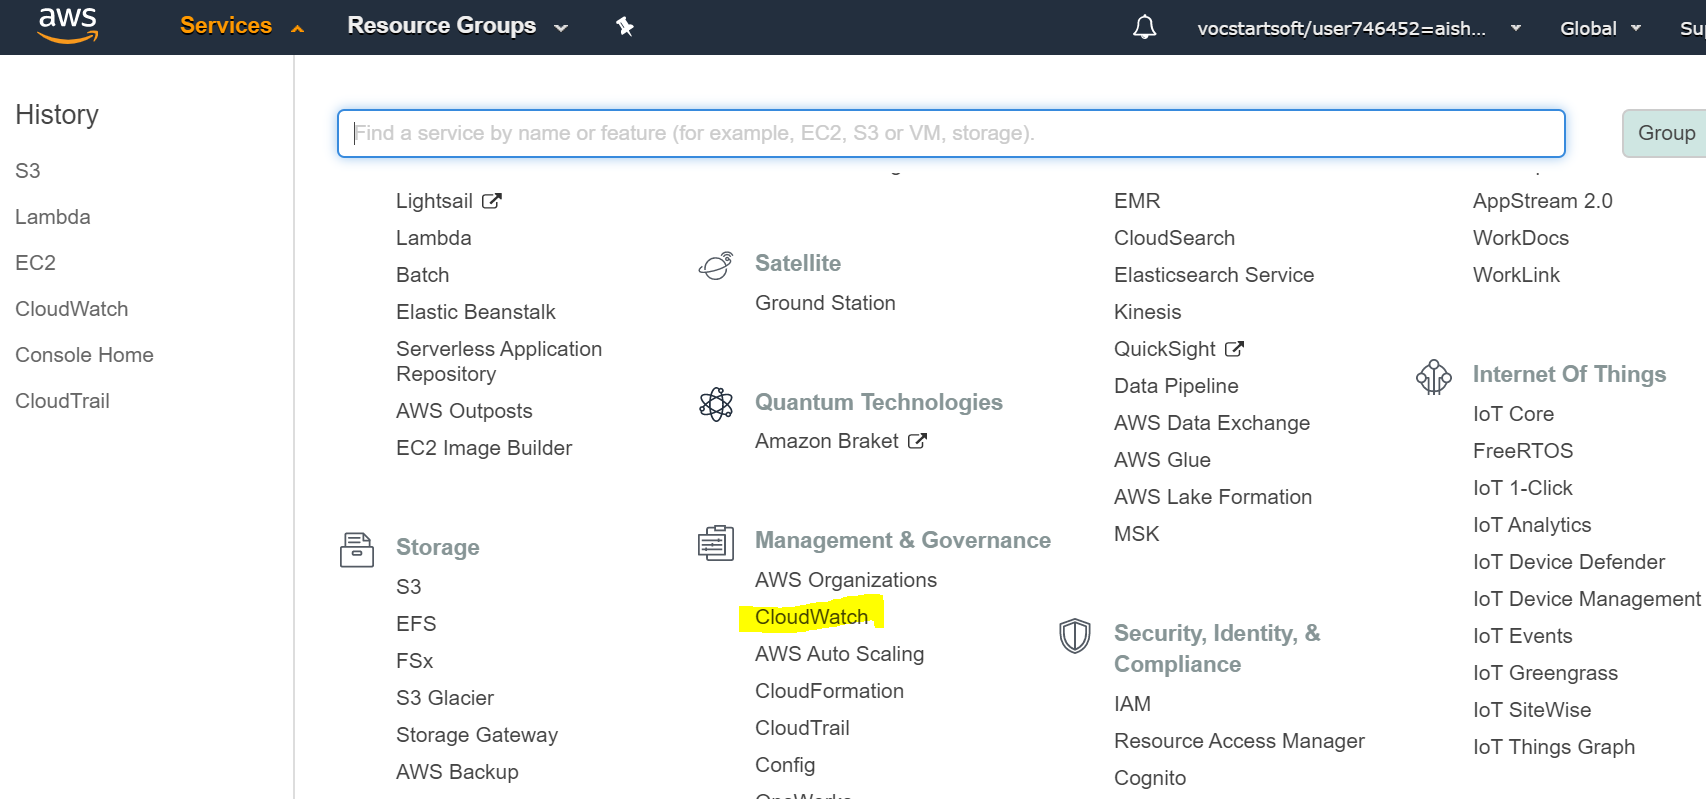 aws
Services
Resource Groups
vocstartsoft/user746452=aish...
Global
History
S3
Lambda
EC2
CloudWatch
Console Home
CloudTrail
Find a service by name or feature (for example, EC2, S3 or VM, storage).
Group
Lightsail
Lambda
Batch
Elastic Beanstalk
Serverless Application
Repository
AWS Outposts
EC2 Image Builder
Storage
S3
EFS
FSx
S3 Glacier
Storage Gateway
AWS Backup
Satellite
Ground Station
Quantum Technologies
Amazon Braket
Management & Governance
AWS Organizations
CloudWatch
AWS Auto Scaling
CloudFormation
CloudTrail
Config
EMR
CloudSearch
Elasticsearch Service
Kinesis
QuickSight
Data Pipeline
AWS Data Exchange
AWS Glue
AWS Lake Formation
MSK
Security, Identity, &
Compliance
IAM
Resource Access Manager
Cognito
AppStream 2.0
WorkDocs
WorkLink
Internet Of Things
IoT Core
FreeRTOS
IoT 1-Click
IoT Analytics
IoT Device Defender
IoT Device Management
IoT Events
IoT Greengrass
IoT SiteWise
IoT Things Graph